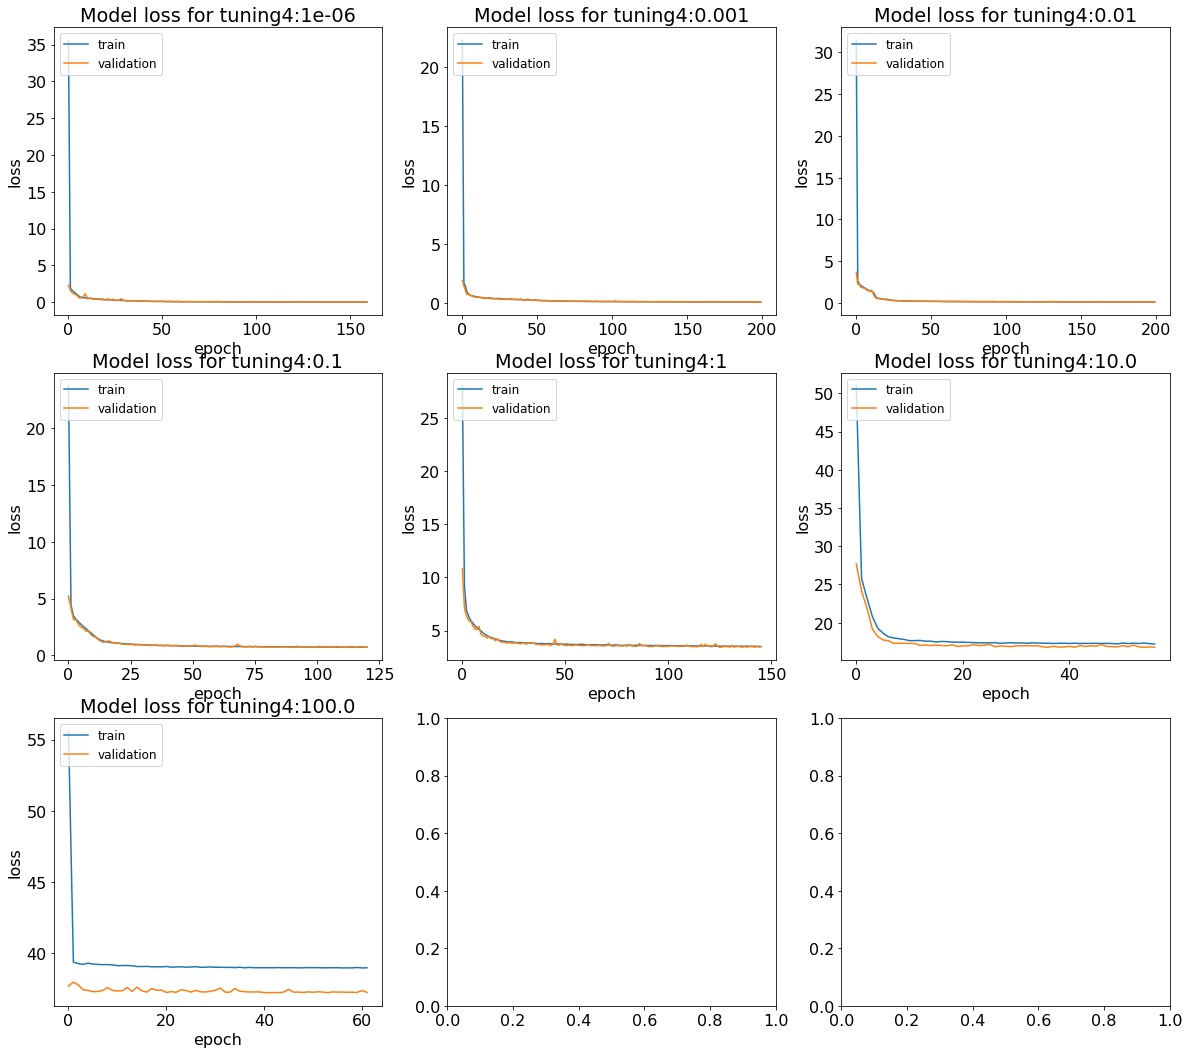 Model loss for tuning4:1e-06
35
30
25
20
15
10
5
0
loss
train
validation
0
50
100
150
epoch
Model loss for tuning4:0.001
20
15
10
5
0
loss
train
validation
0
50
100
150
200
epoch
Model loss for tuning4:0.01
30
25
20
15
10
5
0
loss
train
validation
0
50
100
150
200
epoch
Model loss for tuning4:0.1
20
15
10
5
0
loss
train
validation
0
25
50
75
100
125
epoch
Model loss for tuning4:1
25
20
15
10
5
loss
train
validation
0
50
100
150
epoch
Model loss for tuning4:10.0
50
45
40
35
30
25
20
loss
train
validation
0
20
40
epoch
Model loss for tuning4:100.0
55
50
45
40
loss
train
validation
0
20
40
60
epoch
1.0
0.8
0.6
0.4
0.2
0.0
0.0
0.2
0.4
0.6
0.8
1.0
1.0
0.8
0.6
0.4
0.2
0.0
0.0
0.2
0.4
0.6
0.8
1.0